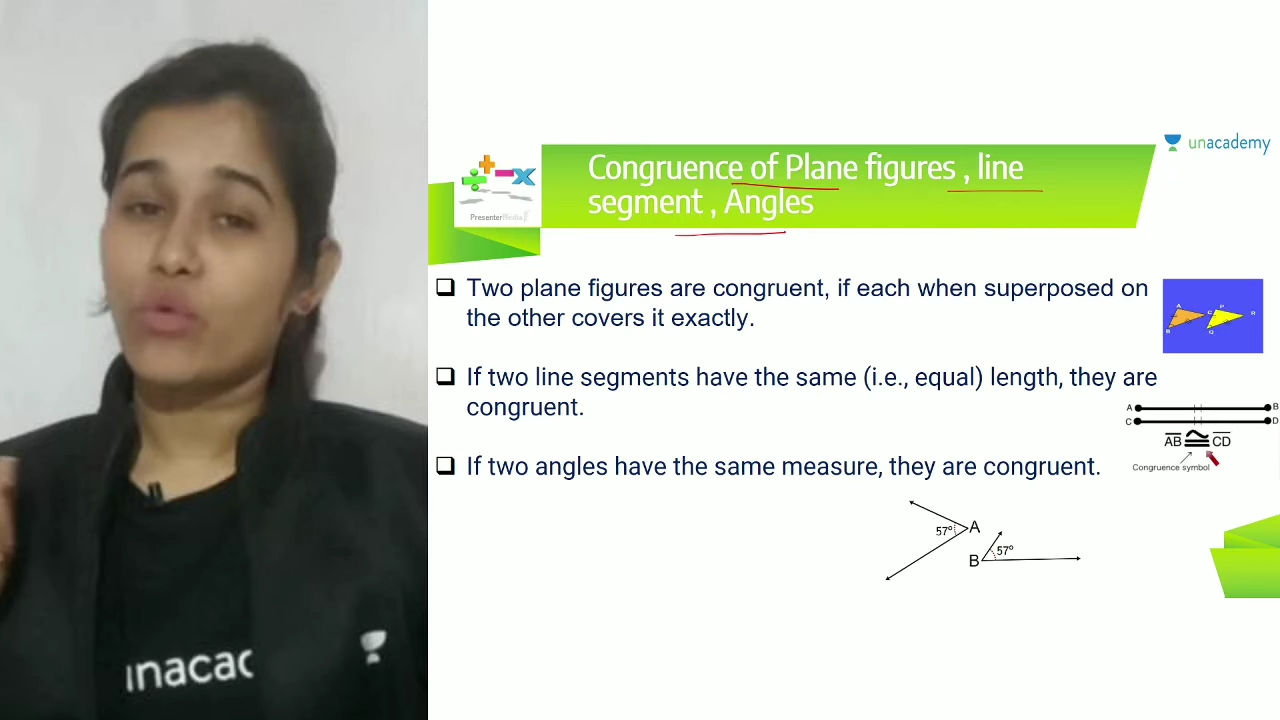 unacademy
Congruence of Plane figures , line
segment , Angles
PresenterMedia
❑ Two plane figures are congruent, if each when superposed on
the other covers it exactly.
A
P
C
R
B
Q
❑ If two line segments have the same (i.e., equal) length, they are
congruent.
A B
C D
AB ≅ CD
Congruence symbol
❑ If two angles have the same measure, they are congruent.
57° A
B 57°